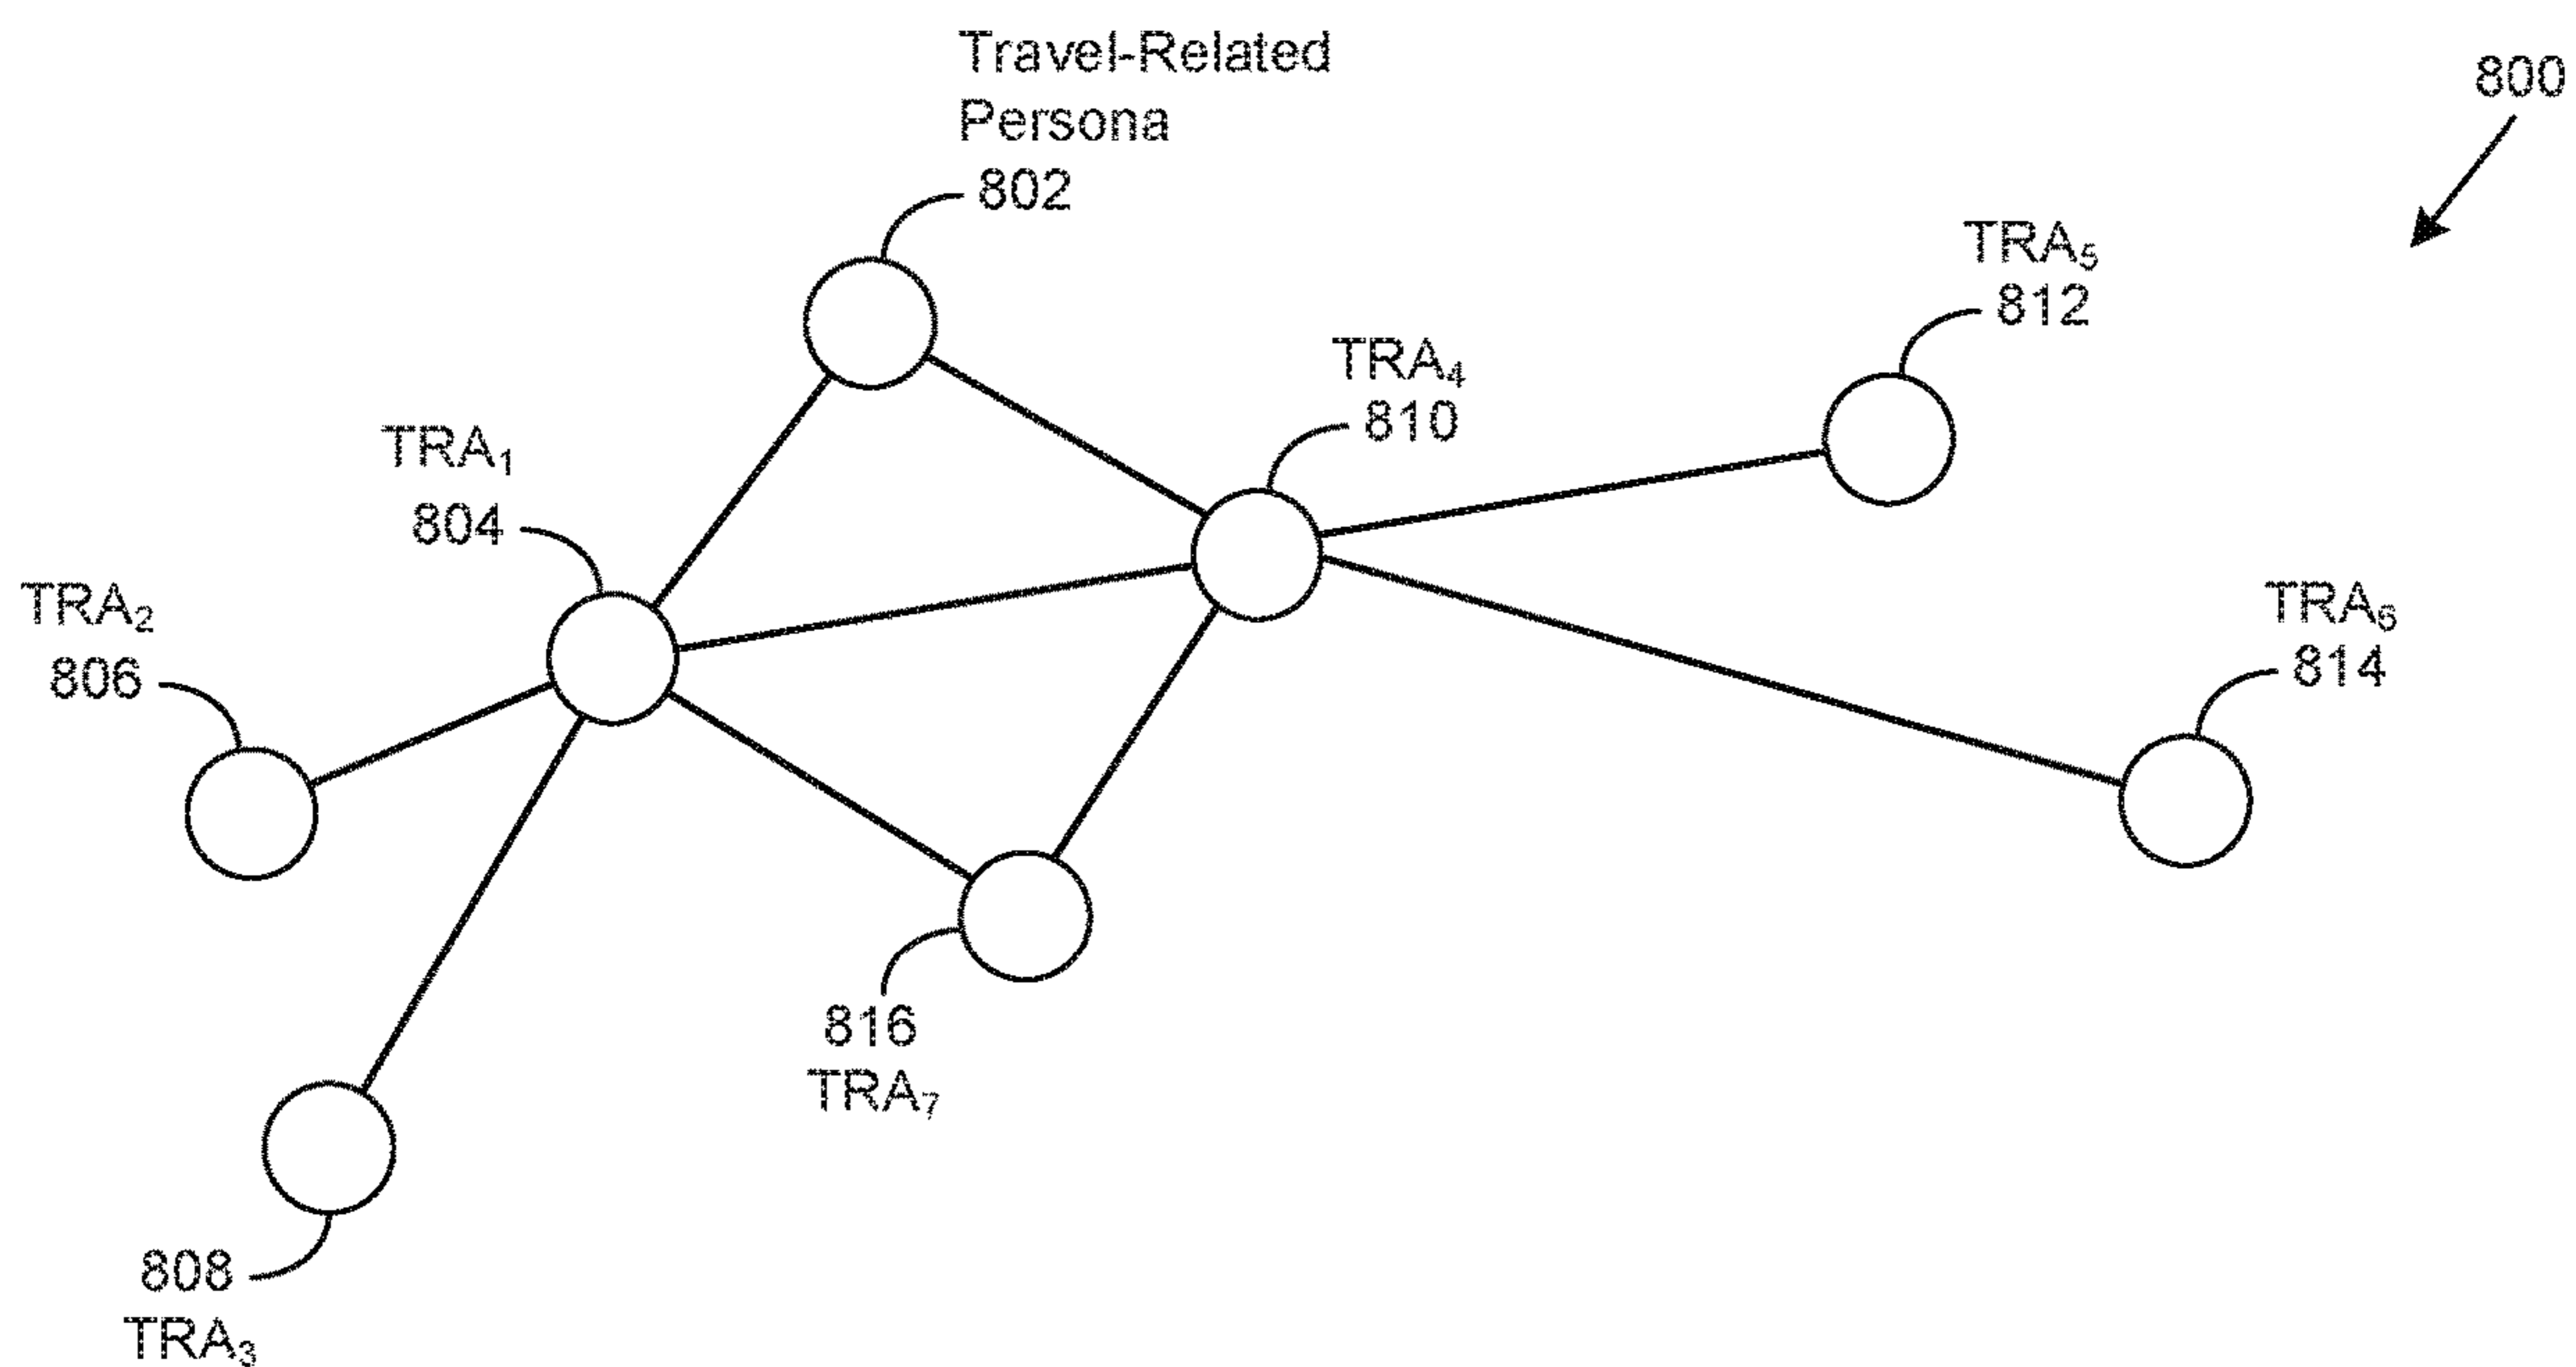 Travel-Related
Persona
802
800
TRA₅
812
TRA₄
810
TRA₁
804
TRA₂
806
TRA₆
814
816
TRA₇
808
TRA₃